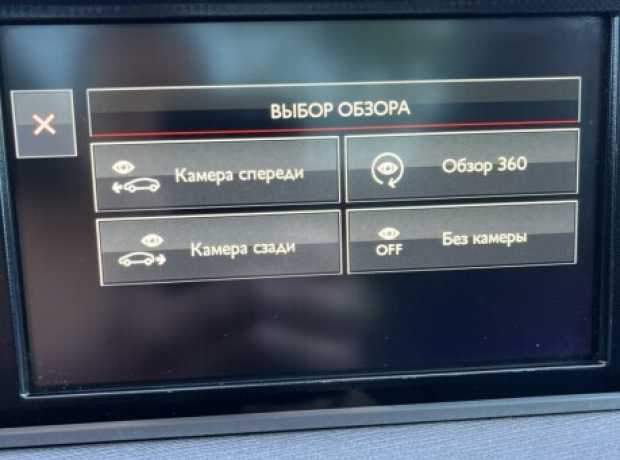 ВЫБОР ОБЗОРА
Камера спереди
Обзор 360
Камера сзади
OFF
Без камеры